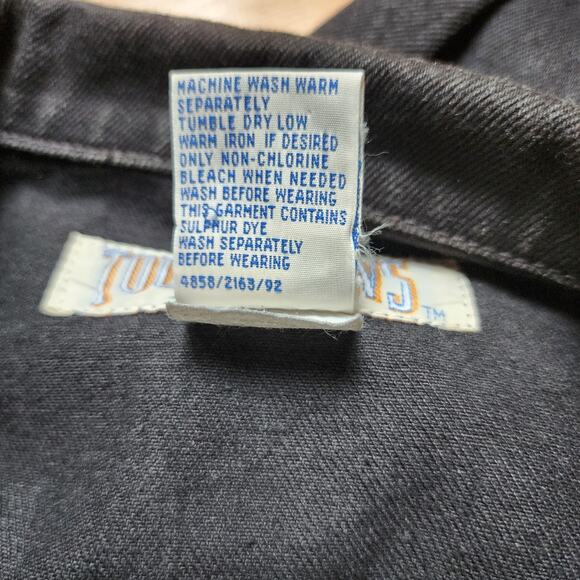 MACHINE WASH WARM
SEPARATELY
TUMBLE DRY LOW
WARM IRON IF DESIRED
ONLY NON-CHLORINE
BLEACH WHEN NEEDED
WASH BEFORE WEARING
THIS GARMENT CONTAINS
SULPHUR DYE
WASH SEPARATELY
BEFORE WEARING
4858/2163/92
TM